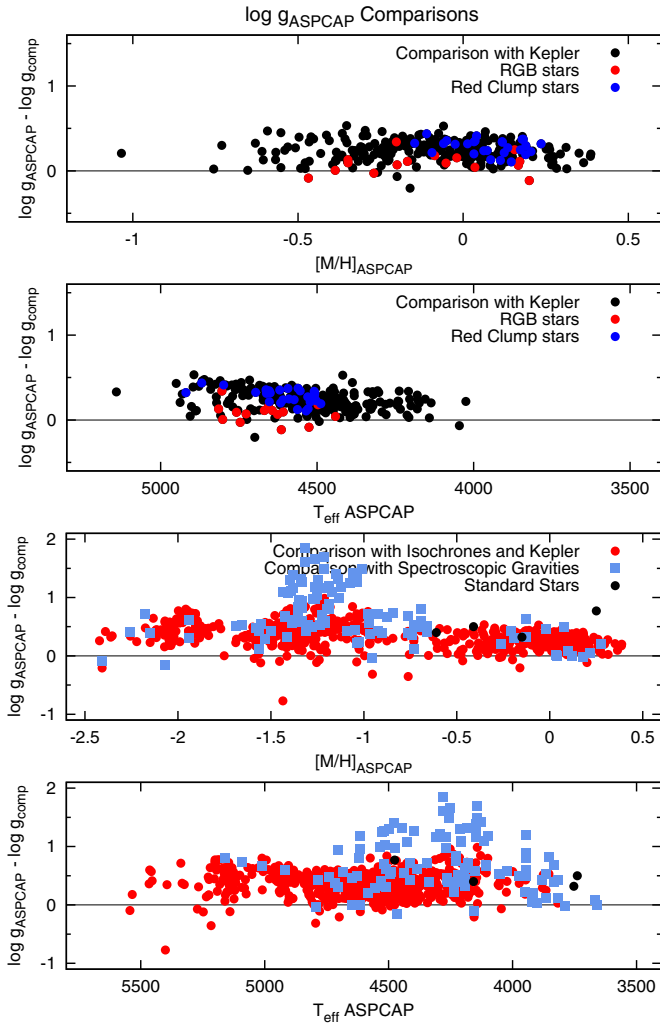 log g_ASPCAP Comparisons
log g_ASPCAP - log g_comp
1
0
Comparison with Kepler
RGB stars
Red Clump stars
-1
-0.5
0
0.5
[M/H]_ASPCAP
log g_ASPCAP - log g_comp
1
0
Comparison with Kepler
RGB stars
Red Clump stars
5000
4500
4000
3500
T_eff ASPCAP
log g_ASPCAP - log g_comp
2
1
0
-1
Comparison with Isochrones and Kepler
Comparison with Spectroscopic Gravities
Standard Stars
-2.5
-2
-1.5
-1
-0.5
0
0.5
[M/H]_ASPCAP
log g_ASPCAP - log g_comp
2
1
0
-1
5500
5000
4500
4000
3500
T_eff ASPCAP